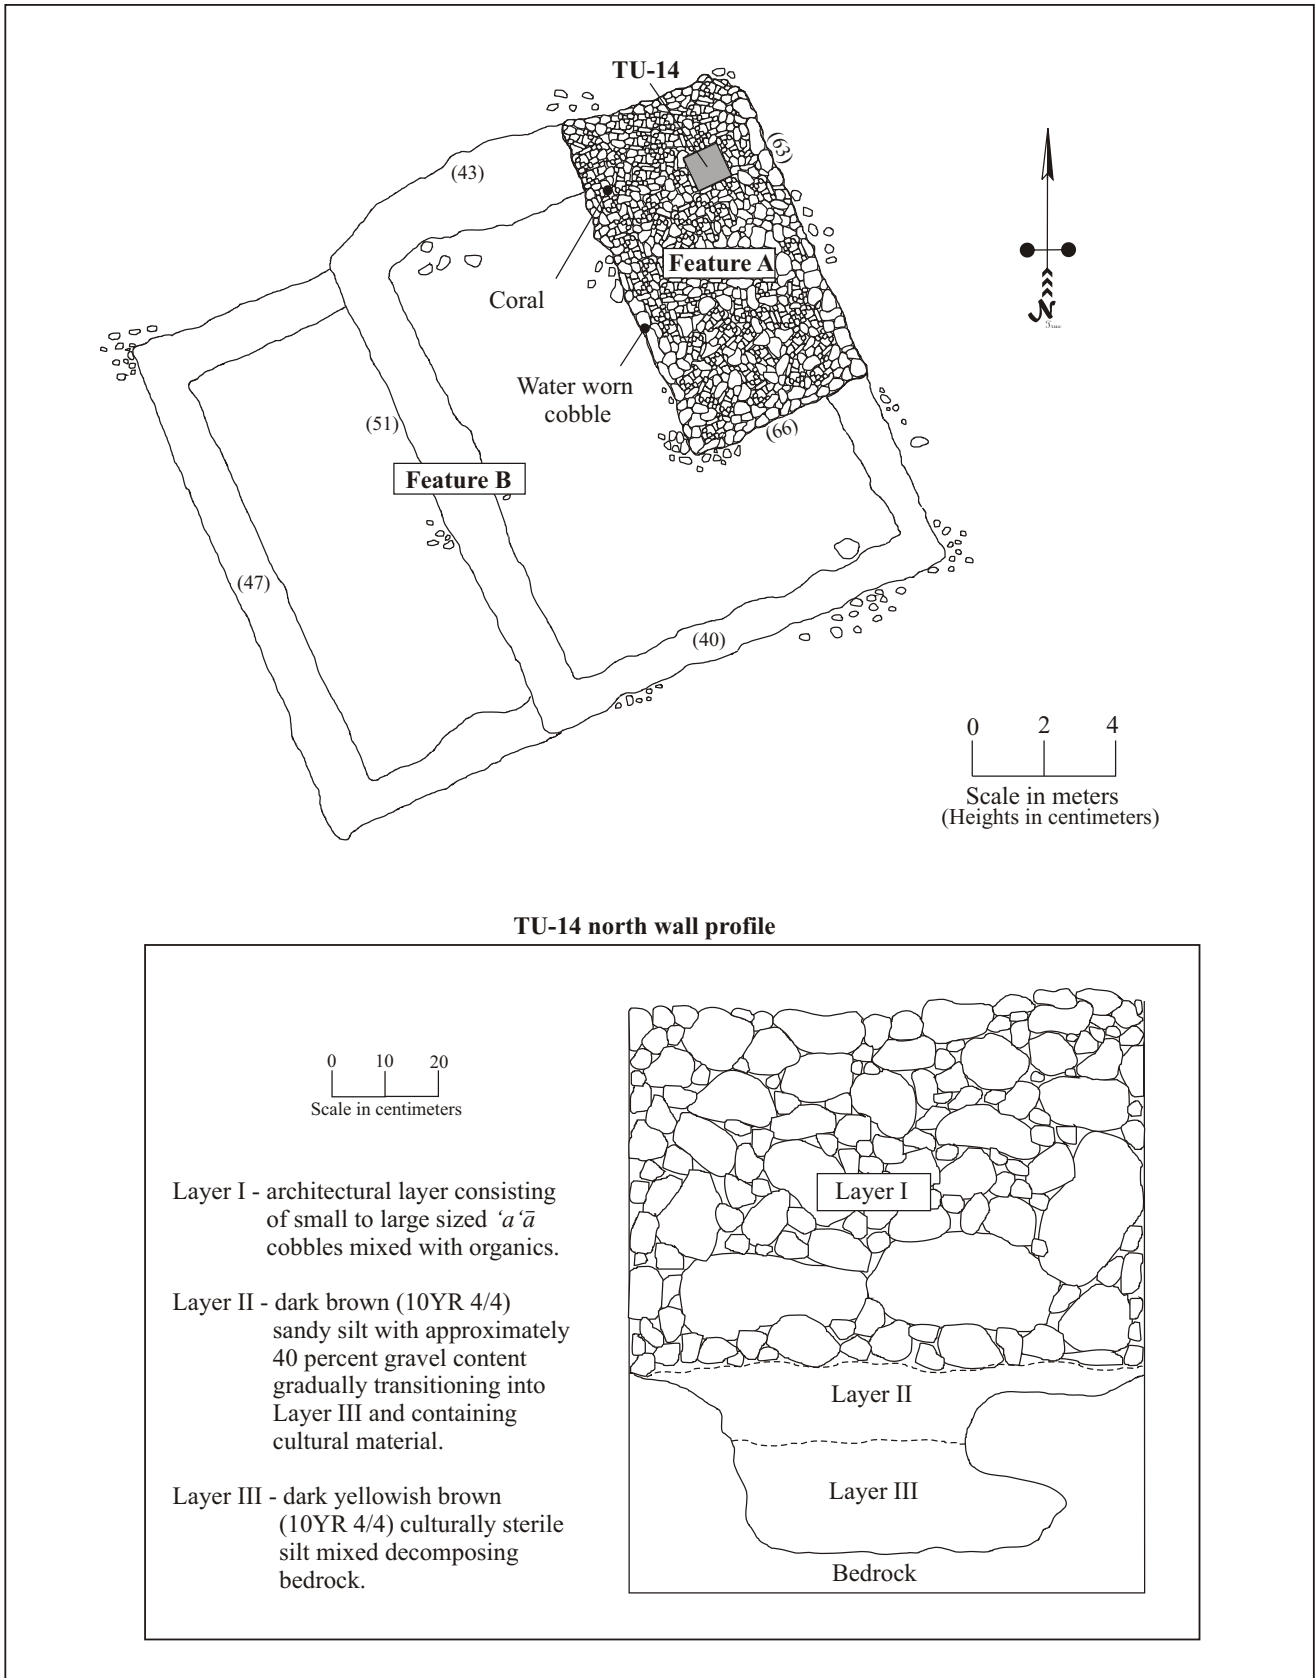 TU-14
(63)
(43)
Feature A
Coral
N
Water worn
cobble
(51)
(66)
Feature B
(47)
(40)
0 2 4
Scale in meters
(Heights in centimeters)
TU-14 north wall profile
0 10 20
Scale in centimeters
Layer I - architectural layer consisting
of small to large sized ‘a‘ā
cobbles mixed with organics.
Layer II - dark brown (10YR 4/4)
sandy silt with approximately
40 percent gravel content
gradually transitioning into
Layer III and containing
cultural material.
Layer III - dark yellowish brown
(10YR 4/4) culturally sterile
silt mixed decomposing
bedrock.
Layer I
Layer II
Layer III
Bedrock